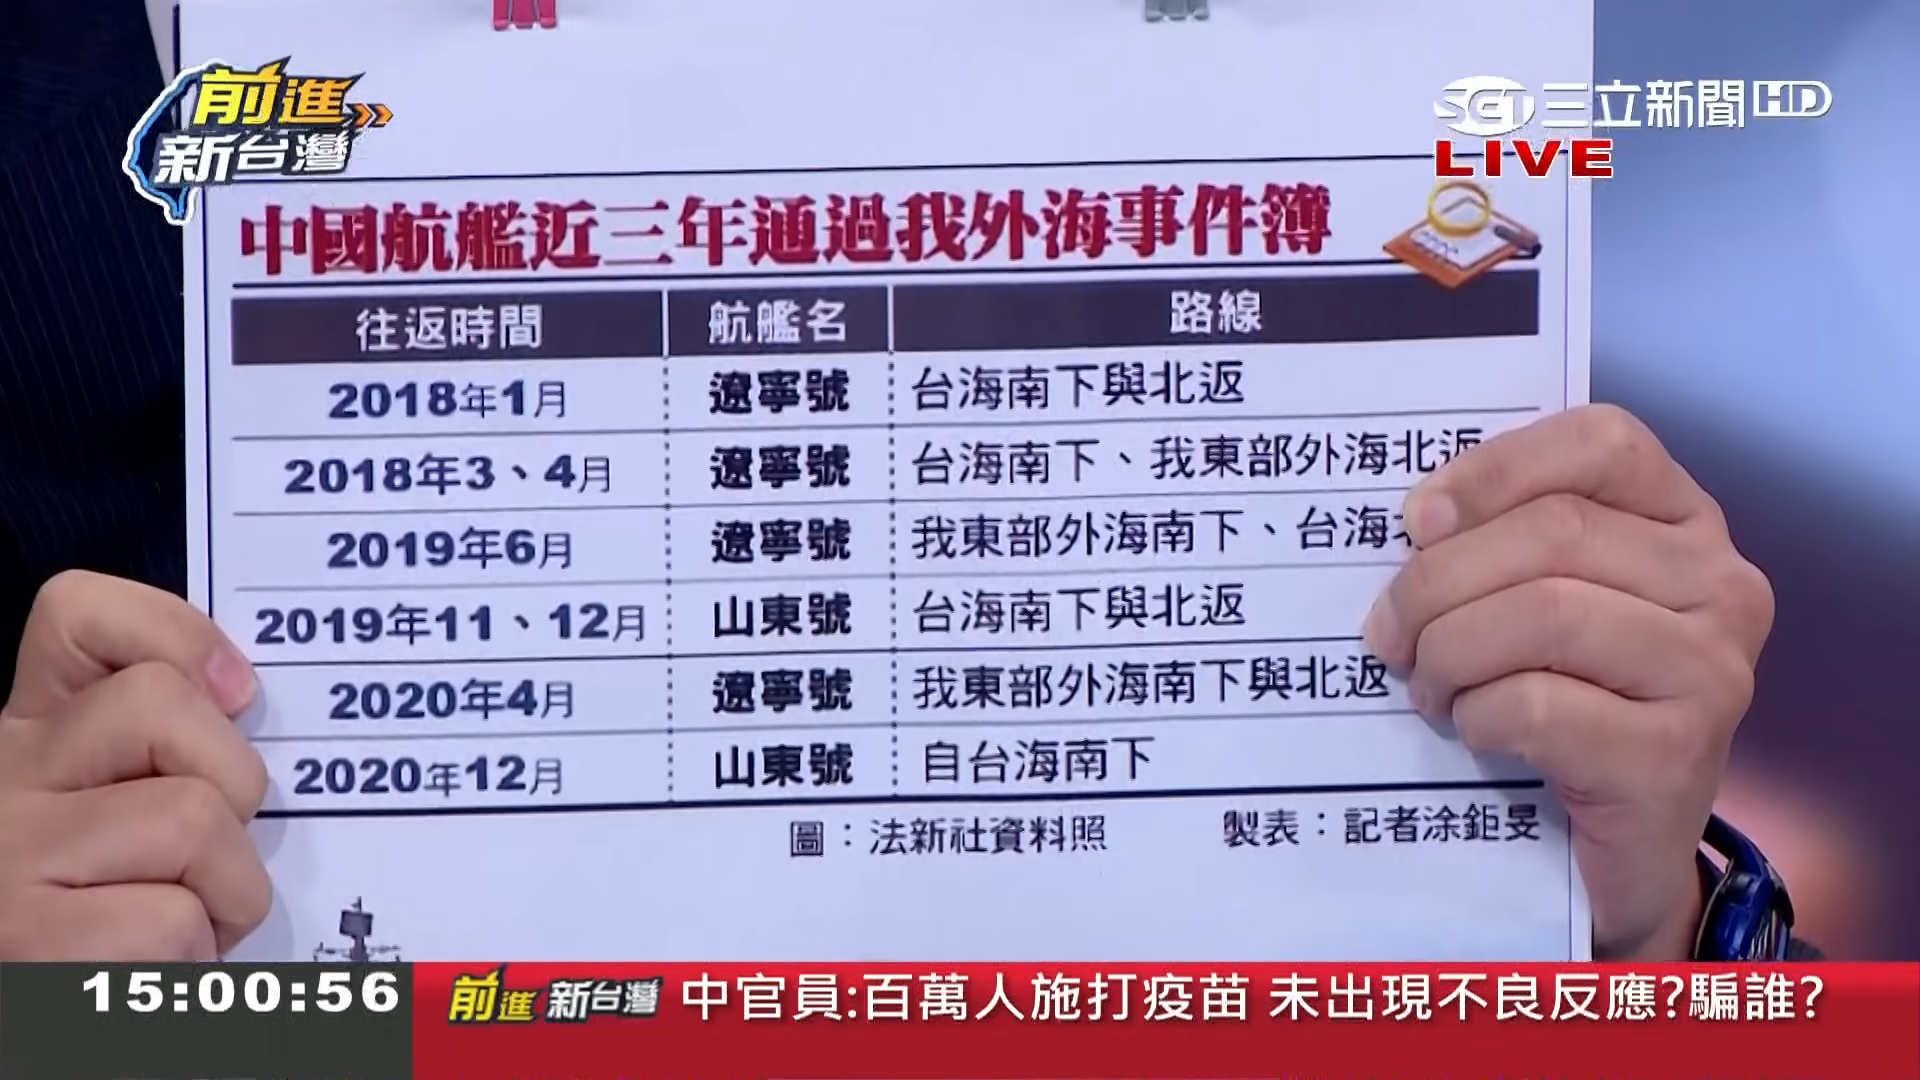 前進
新台灣
SET三立新聞HD
LIVE
中國航艦近三年通過我外海事件簿
往返時間 航艦名 路線
2018年1月 遼寧號 台海南下與北返
2018年3、4月 遼寧號 台海南下、我東部外海北返
2019年6月 遼寧號 我東部外海南下、台海
2019年11、12月 山東號 台海南下與北返
2020年4月 遼寧號 我東部外海南下與北返
2020年12月 山東號 自台海南下
圖：法新社資料照 製表：記者涂鉅旻
15:00:56 前進新台灣 中官員:百萬人施打疫苗 未出現不良反應?騙誰?